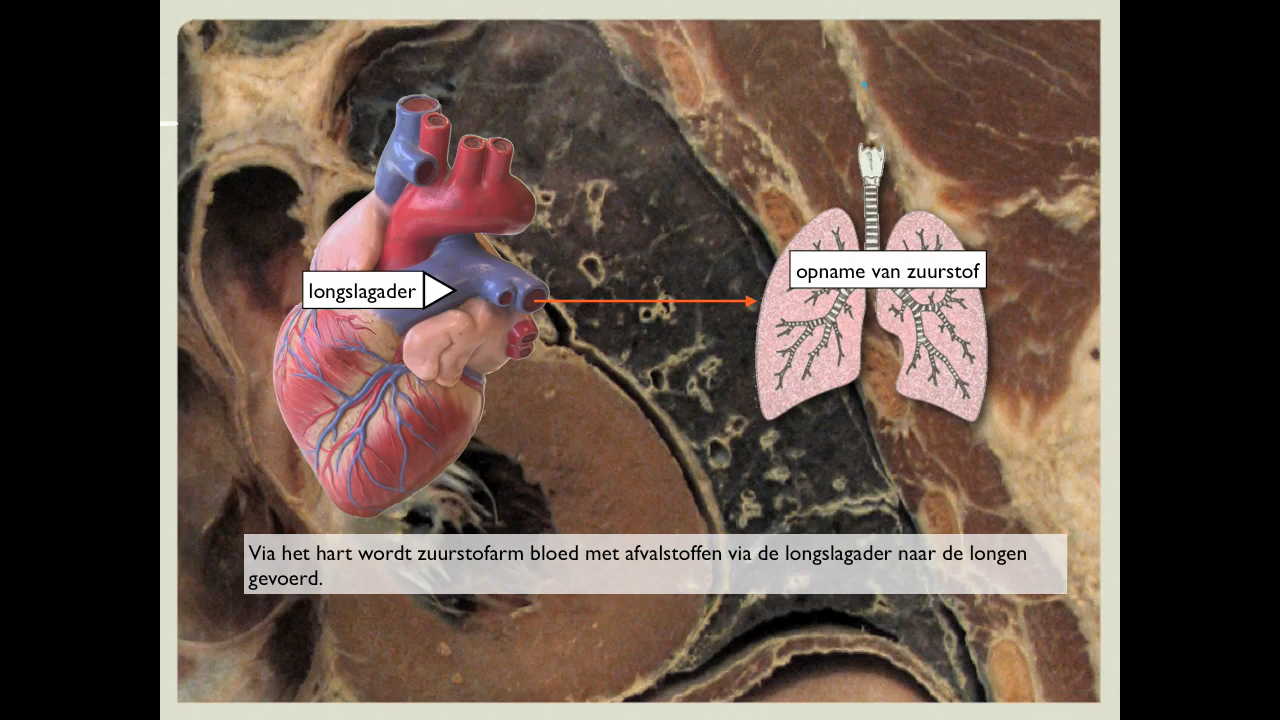 longslagader
opname van zuurstof
Via het hart wordt zuurstofarm bloed met afvalstoffen via de longslagader naar de longen
gevoerd.